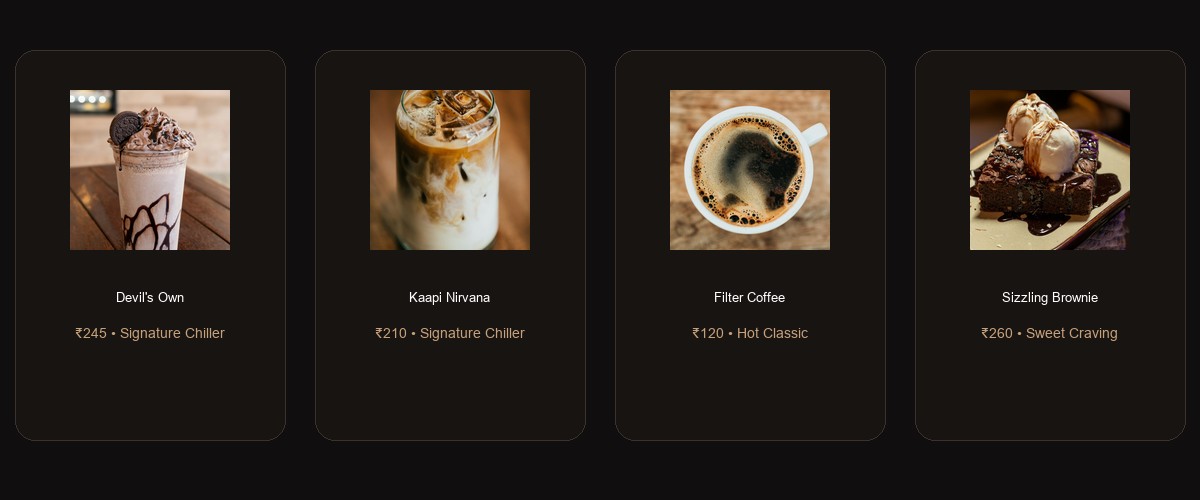 Devil's Own
₹245 • Signature Chiller
Kaapi Nirvana
₹210 • Signature Chiller
Filter Coffee
₹120 • Hot Classic
Sizzling Brownie
₹260 • Sweet Craving